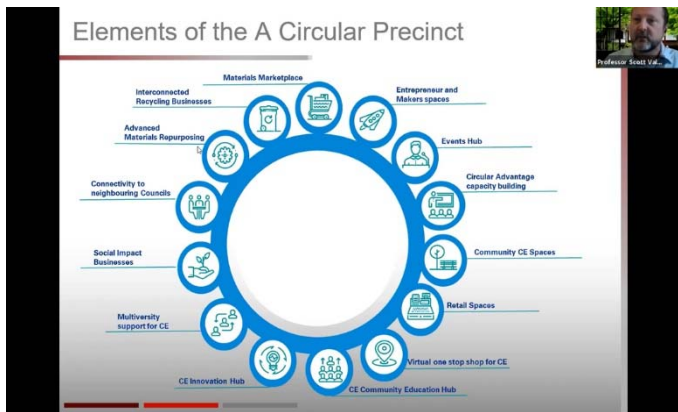 Elements of the A Circular Precinct
Professor Scott Val...
Materials Marketplace
Interconnected
Recycling Businesses
Entrepreneur and
Makers spaces
Advanced
Materials Repurposing
Events Hub
Connectivity to
neighbouring Councils
Circular Advantage
capacity building
Social Impact
Businesses
Community CE Spaces
Multiversity
support for CE
Retail Spaces
Virtual one stop shop for CE
CE Innovation Hub
CE Community Education Hub